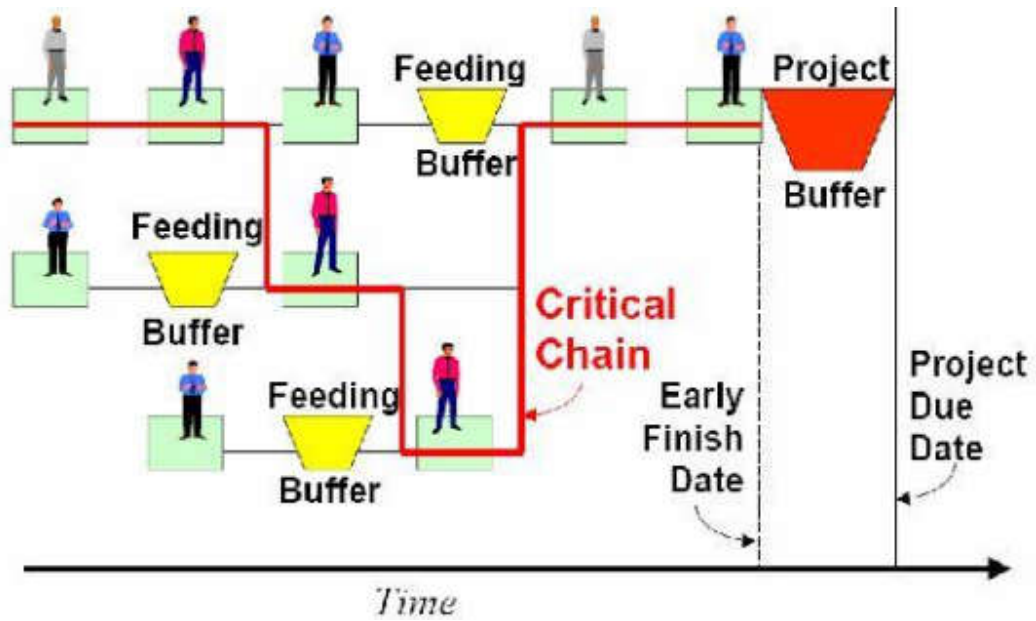 Feeding
Buffer
Project
Buffer
Feeding
Buffer
Critical
Chain
Feeding
Buffer
Early
Finish
Date
Project
Due
Date
Time